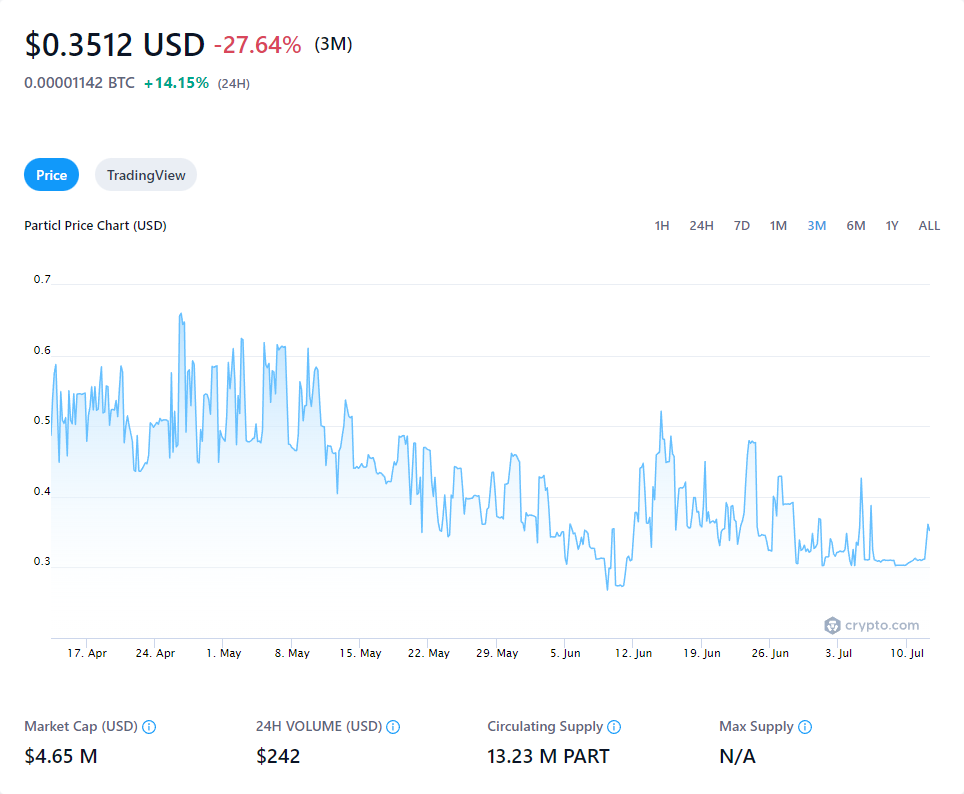 $0.3512 USD -27.64% (3M)
0.00001142 BTC +14.15% (24H)
Price TradingView
Particl Price Chart (USD) 1H 24H 7D 1M 3M 6M 1Y ALL
0.7
0.6
0.5
0.4
0.3
crypto.com
17. Apr 24. Apr 1. May 8. May 15. May 22. May 29. May 5. Jun 12. Jun 19. Jun 26. Jun 3. Jul 10. Jul
Market Cap (USD) 24H VOLUME (USD) Circulating Supply Max Supply
$4.65 M $242 13.23 M PART N/A